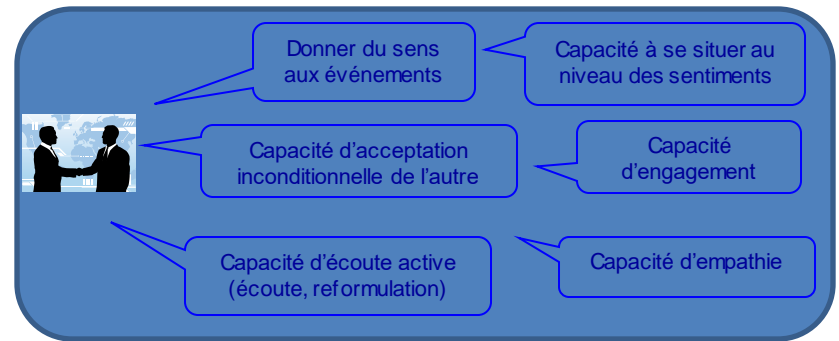 Donner du sens
aux événements
Capacité à se situer au
niveau des sentiments
Capacité d'acceptation
inconditionnelle de l'autre
Capacité
d'engagement
Capacité d'écoute active
(écoute, reformulation)
Capacité d'empathie